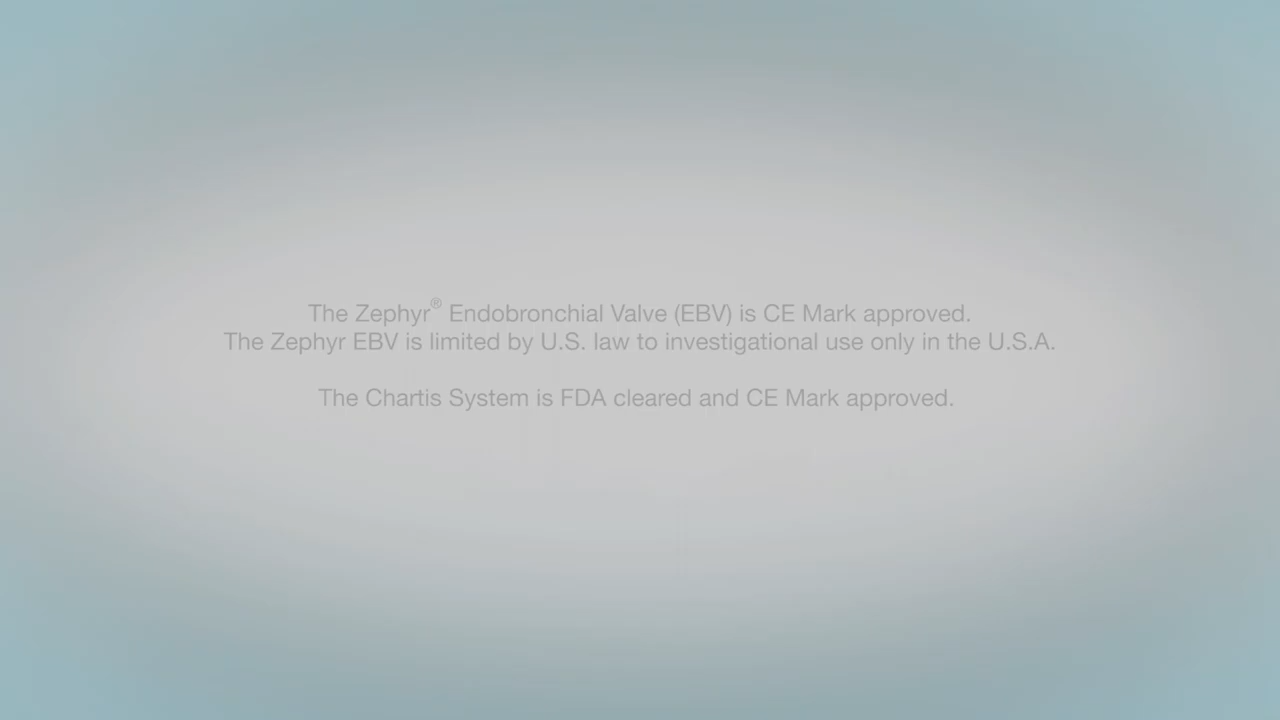 The Zephyr® Endobronchial Valve (EBV) is CE Mark approved.
The Zephyr EBV is limited by U.S. law to investigational use only in the U.S.A.
The Chartis System is FDA cleared and CE Mark approved.